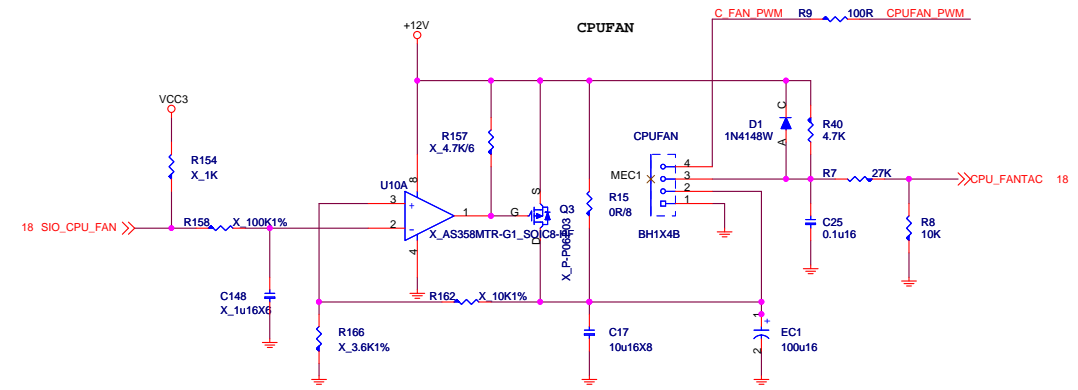 C_FAN_PWM R9 100R CPUFAN_PWM
+12V
CPUFAN
VCC3
R154
X_1K
R157
X_4.7K/6
D1
1N4148W
C
A
R40
4.7K
CPUFAN
MEC1
4
3
2
1
BH1X4B
U10A
8
3
+
2
-
1
4
X_AS358MTR-G1_SOIC8-HF
G
S
D
Q3
R15
0R/8
R7 27K
CPU_FANTAC 18
18 SIO_CPU_FAN
R158 X_100K1%
C25
0.1u16
R8
10K
C148
X_1u16X6
R162 X_10K1%
R166
X_3.6K1%
C17
10u16X8
1
+
2
EC1
100u16